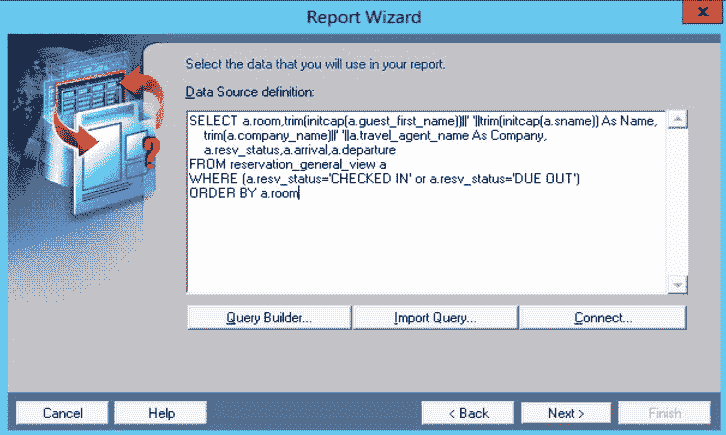 Report Wizard
X
Select the data that you will use in your report.
Data Source definition:
SELECT a.room,trim(initcap(a.guest_first_name))||' '||trim(initcap(a.sname)) As Name,
trim(a.company_name)||' '||a.travel_agent_name As Company,
a.resv_status,a.arrival,a.departure
FROM reservation_general_view a
WHERE (a.resv_status='CHECKED IN' or a.resv_status='DUE OUT')
ORDER BY a.room
?
Query Builder... Import Query... Connect...
Cancel Help < Back Next > Finish